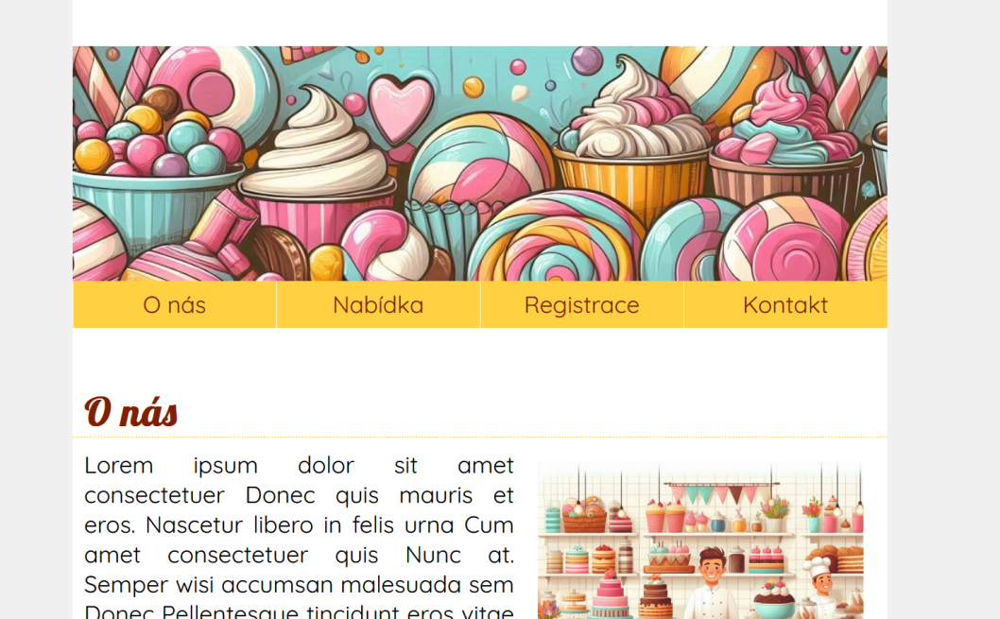 O nás
Nabídka
Registrace
Kontakt
O nás
Lorem ipsum dolor sit amet
consectetuer Donec quis mauris et
eros. Nascetur libero in felis urna Cum
amet consectetuer quis Nunc at.
Semper wisi accumsan malesuada sem
Donec Pellentesque tincidunt eros vitae